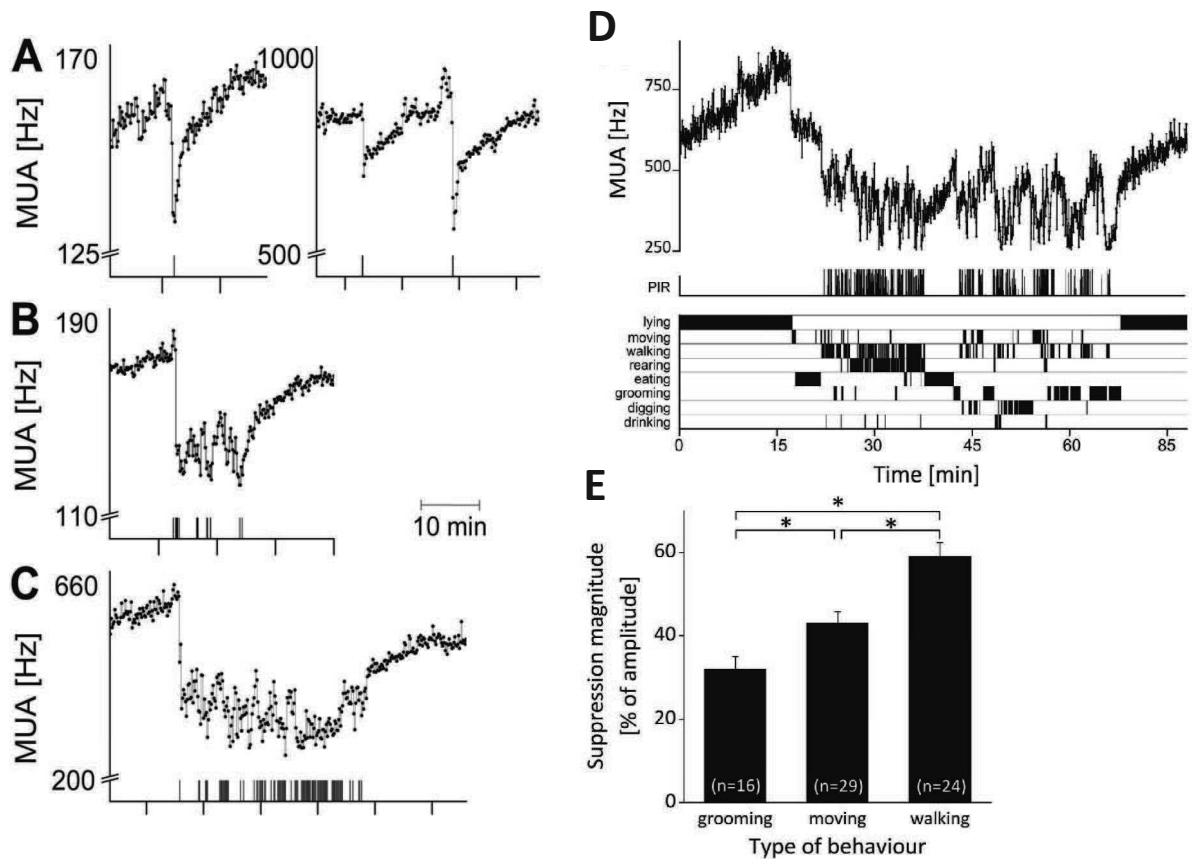 A
170
MUA [Hz]
125
1000
500
B
190
MUA [Hz]
110
10 min
C
660
MUA [Hz]
200
D
750
MUA [Hz]
500
250
PIR
lying
moving
walking
rearing
eating
grooming
digging
drinking
0 15 30 45 60 85
Time [min]
E
Suppression magnitude
[% of amplitude]
60
40
20
0
* * *
(n=16) (n=29) (n=24)
grooming moving walking
Type of behaviour